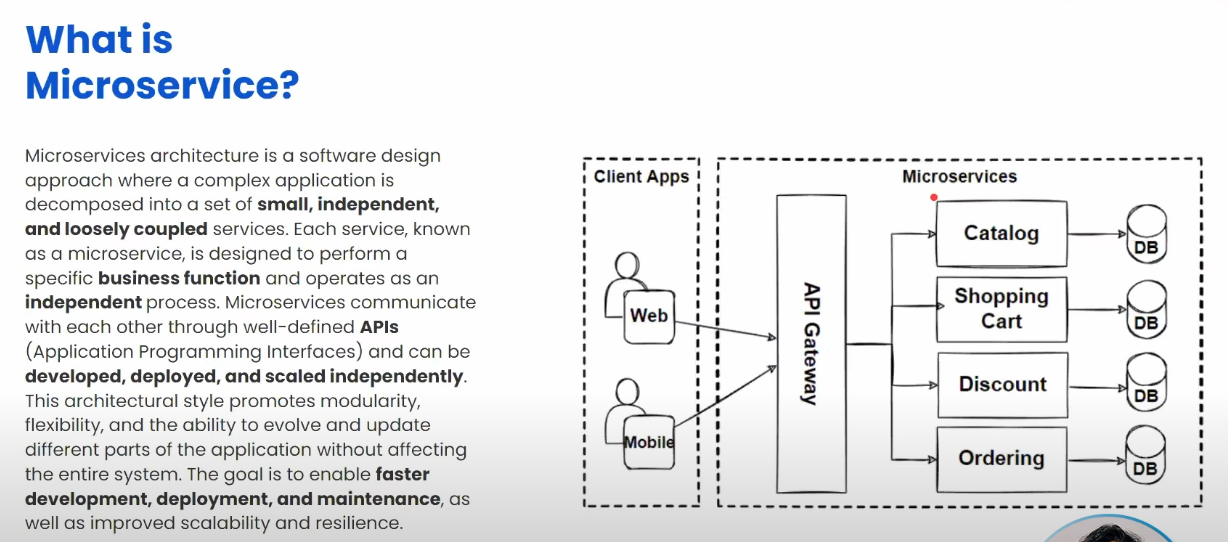 What is
Microservice?
Microservices architecture is a software design
approach where a complex application is
decomposed into a set of small, independent,
and loosely coupled services. Each service, known
as a microservice, is designed to perform a
specific business function and operates as an
independent process. Microservices communicate
with each other through well-defined APIs
(Application Programming Interfaces) and can be
developed, deployed, and scaled independently.
This architectural style promotes modularity,
flexibility, and the ability to evolve and update
different parts of the application without affecting
the entire system. The goal is to enable faster
development, deployment, and maintenance, as
well as improved scalability and resilience.
Client Apps
Web
Mobile
Microservices
API Gateway
Catalog
DB
Shopping
Cart
DB
Discount
DB
Ordering
DB